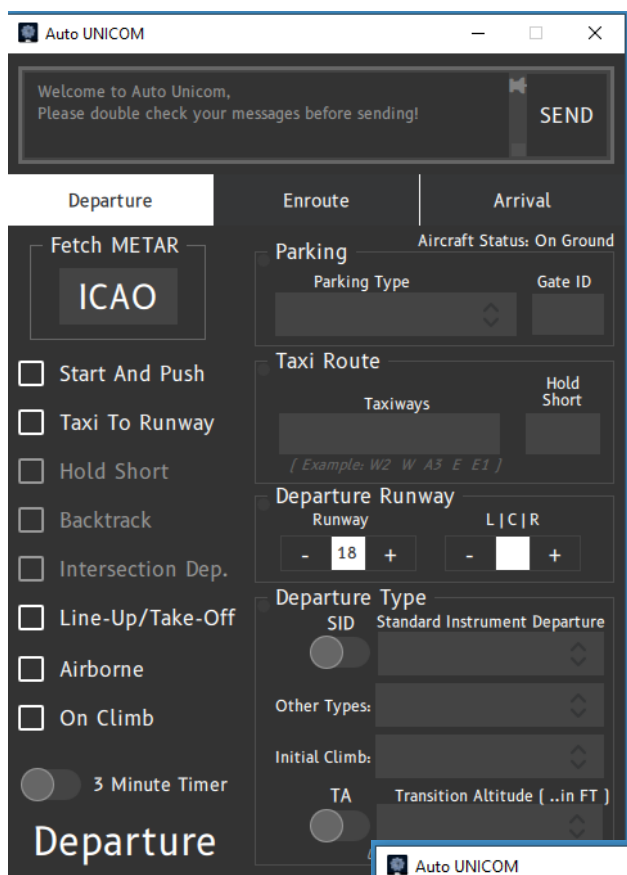 Auto UNICOM
Welcome to Auto Unicom,
Please double check your messages before sending!
SEND
Departure Enroute Arrival
Fetch METAR
ICAO
Aircraft Status: On Ground
Parking
Parking Type Gate ID
Start And Push
Taxi To Runway
Hold Short
Backtrack
Intersection Dep.
Line-Up/Take-Off
Airborne
On Climb
3 Minute Timer
Departure
Taxi Route
Taxiways Hold Short
[ Example: W2 W A3 E E1 ]
Departure Runway
Runway L | C | R
- 18 + - +
Departure Type
SID Standard Instrument Departure
Other Types:
Initial Climb:
TA Transition Altitude ( ..in FT )
Auto UNICOM